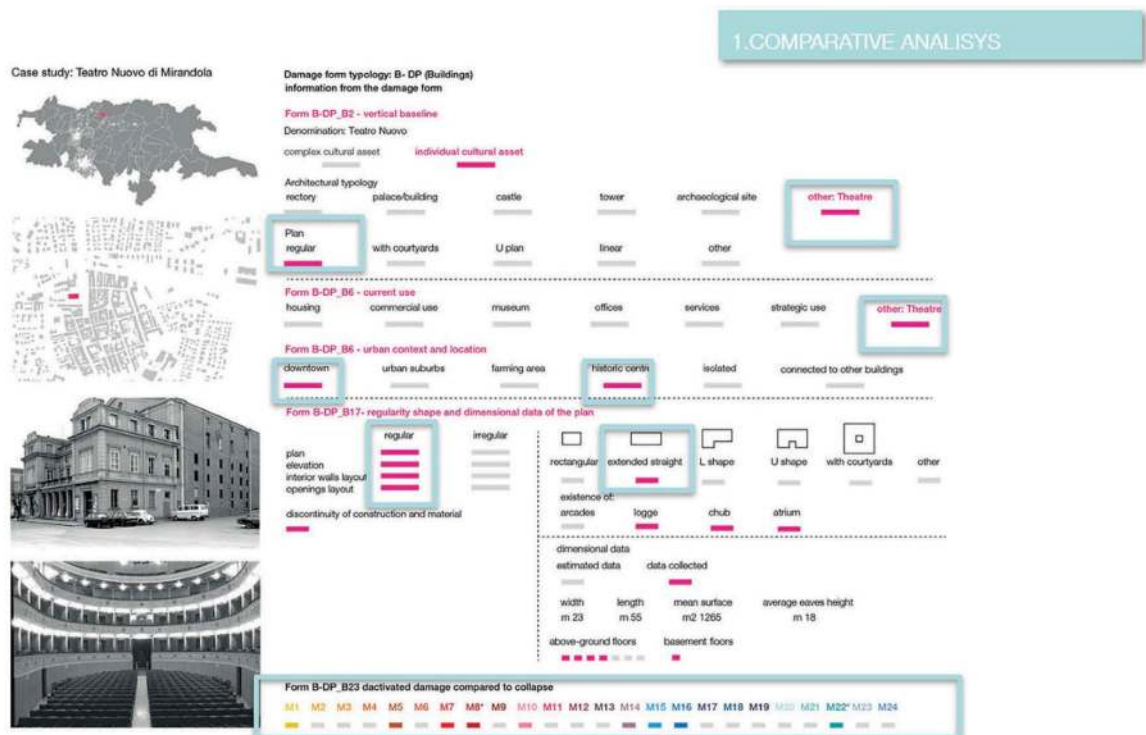 1.COMPARATIVE ANALISYS
Case study: Teatro Nuovo di Mirandola
Damage form typology: B- DP (Buildings)
information from the damage form
Form B-DP_B2 - vertical baseline
Denomination: Teatro Nuovo
complex cultural asset individual cultural asset
Architectural typology
rectory palace/building castle tower archaeological site other: Theatre
Plan
regular with courtyards U plan linear other
Form B-DP_B6 - current use
housing commercial use museum offices services strategic use other: Theatre
Form B-DP_B6 - urban context and location
downtown urban suburbs farming area historic centri isolated connected to other buildings
Form B-DP_B17- regularity shape and dimensional data of the plan
regular irregular
plan
elevation
interior walls layout
openings layout
discontinuity of construction and material
rectangular extended straight L shape U shape with courtyards other
existence of:
arcades logge chub atrium
dimensional data
estimated data data collected
width length mean surface average eaves height
m 23 m 55 m2 1265 m 18
above-ground floors basement floors
Form B-DP_B23 dactivated damage compared to collapse
M1 M2 M3 M4 M5 M6 M7 M8* M9 M10 M11 M12 M13 M14 M15 M16 M17 M18 M19 M20 M21 M22* M23 M24